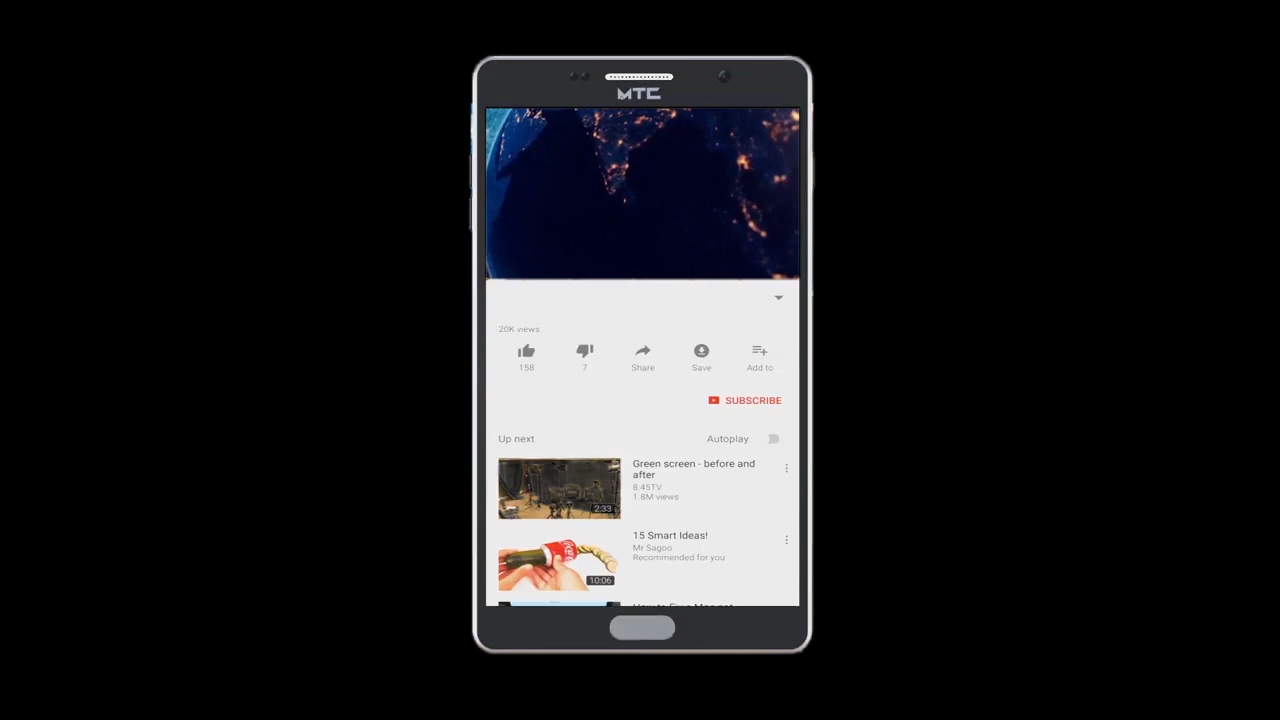 MTC
20K views
158
7
Share
Save
Add to
SUBSCRIBE
Up next
Autoplay
Green screen - before and
after
8:45TV
1.8M views
2:33
15 Smart Ideas!
Mr Sagoo
Recommended for you
10:06